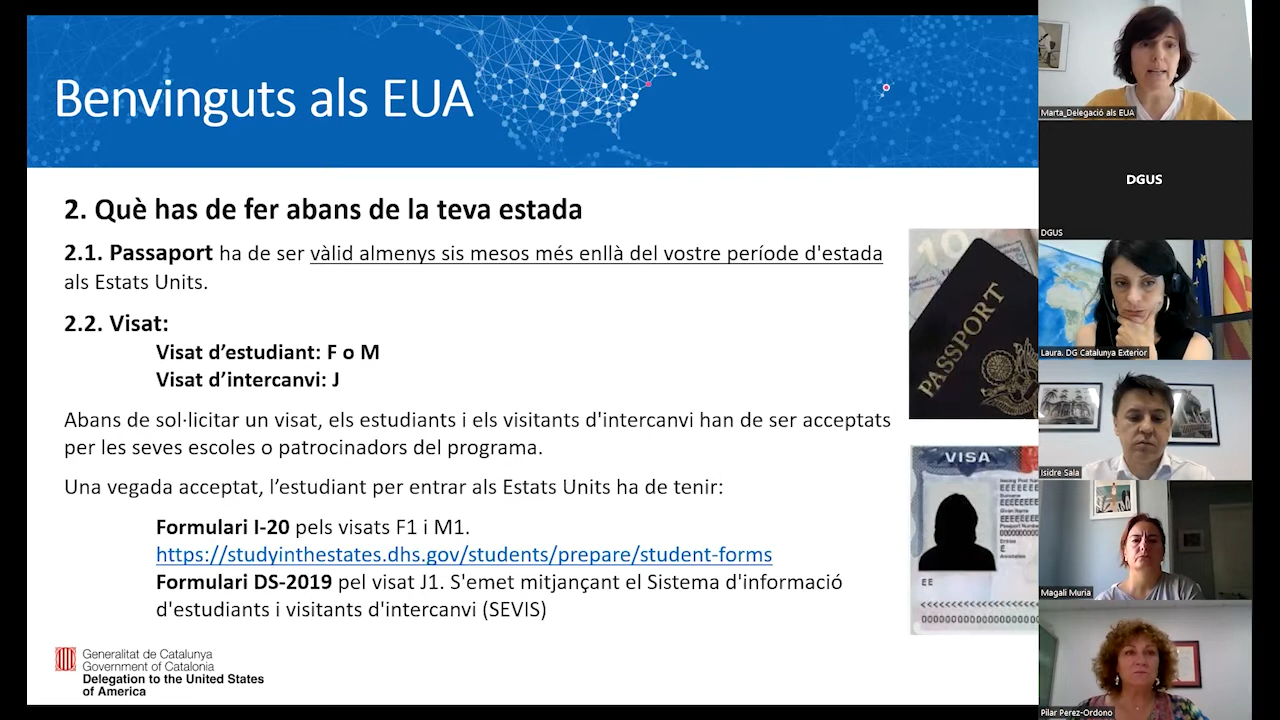 Benvinguts als EUA
2. Què has de fer abans de la teva estada
2.1. Passaport ha de ser vàlid almenys sis mesos més enllà del vostre període d'estada
als Estats Units.
2.2. Visat:
Visat d’estudiant: F o M
Visat d’intercanvi: J
Abans de sol·licitar un visat, els estudiants i els visitants d'intercanvi han de ser acceptats
per les seves escoles o patrocinadors del programa.
Una vegada acceptat, l’estudiant per entrar als Estats Units ha de tenir:
Formulari I-20 pels visats F1 i M1.
https://studyinthestates.dhs.gov/students/prepare/student-forms
Formulari DS-2019 pel visat J1. S'emet mitjançant el Sistema d'informació
d'estudiants i visitants d'intercanvi (SEVIS)
Generalitat de Catalunya
Government of Catalonia
Delegation to the United States
of America
PASSPORT
VISA
EE
Marta_Delegació als EUA
DGUS
DGUS
Laura. DG Catalunya Exterior
Isidre Sala
Magali Muria
Pilar Perez-Ordono